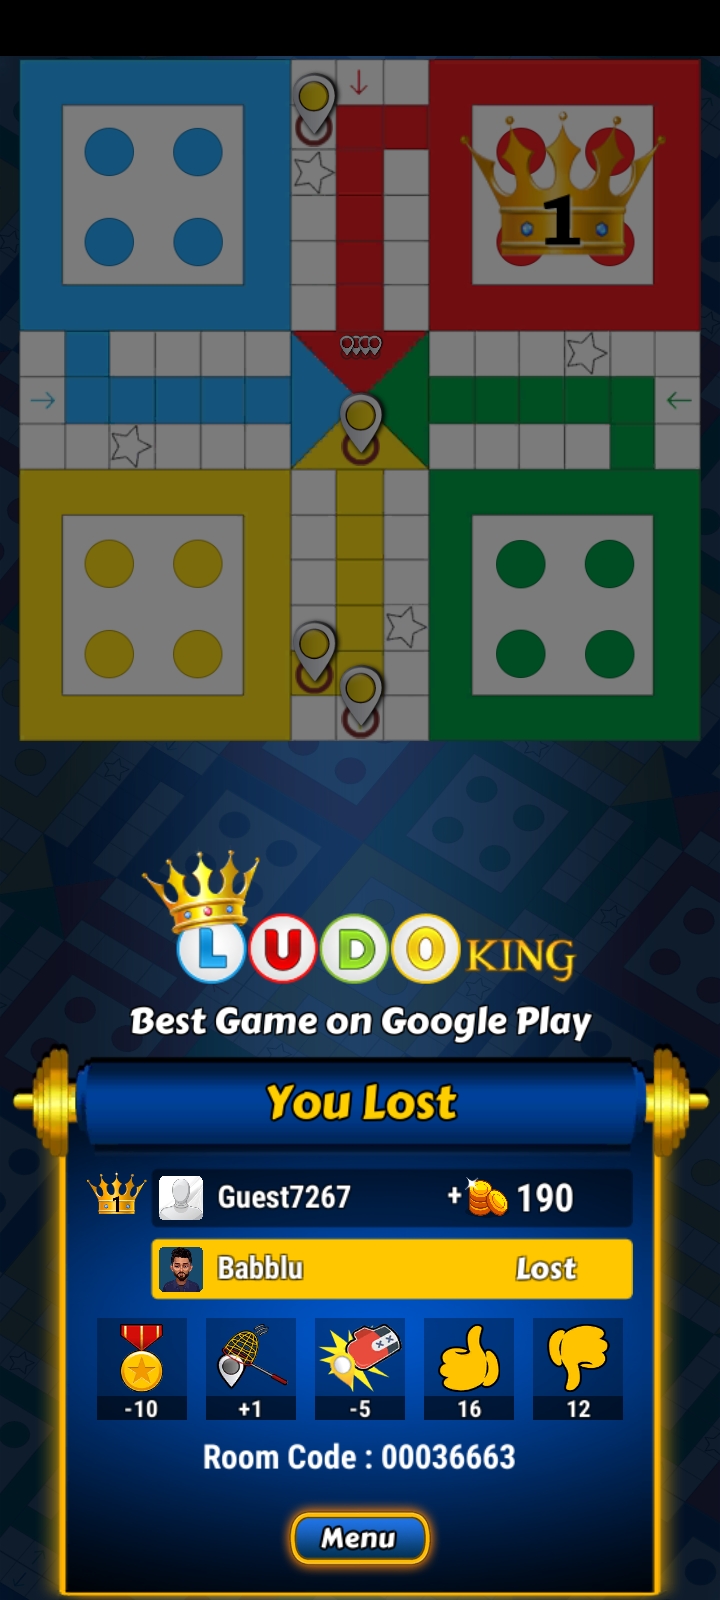 1
LUDO KING
Best Game on Google Play
You Lost
1 Guest7267 + 190
Babblu Lost
-10 +1 -5 16 12
Room Code : 00036663
Menu